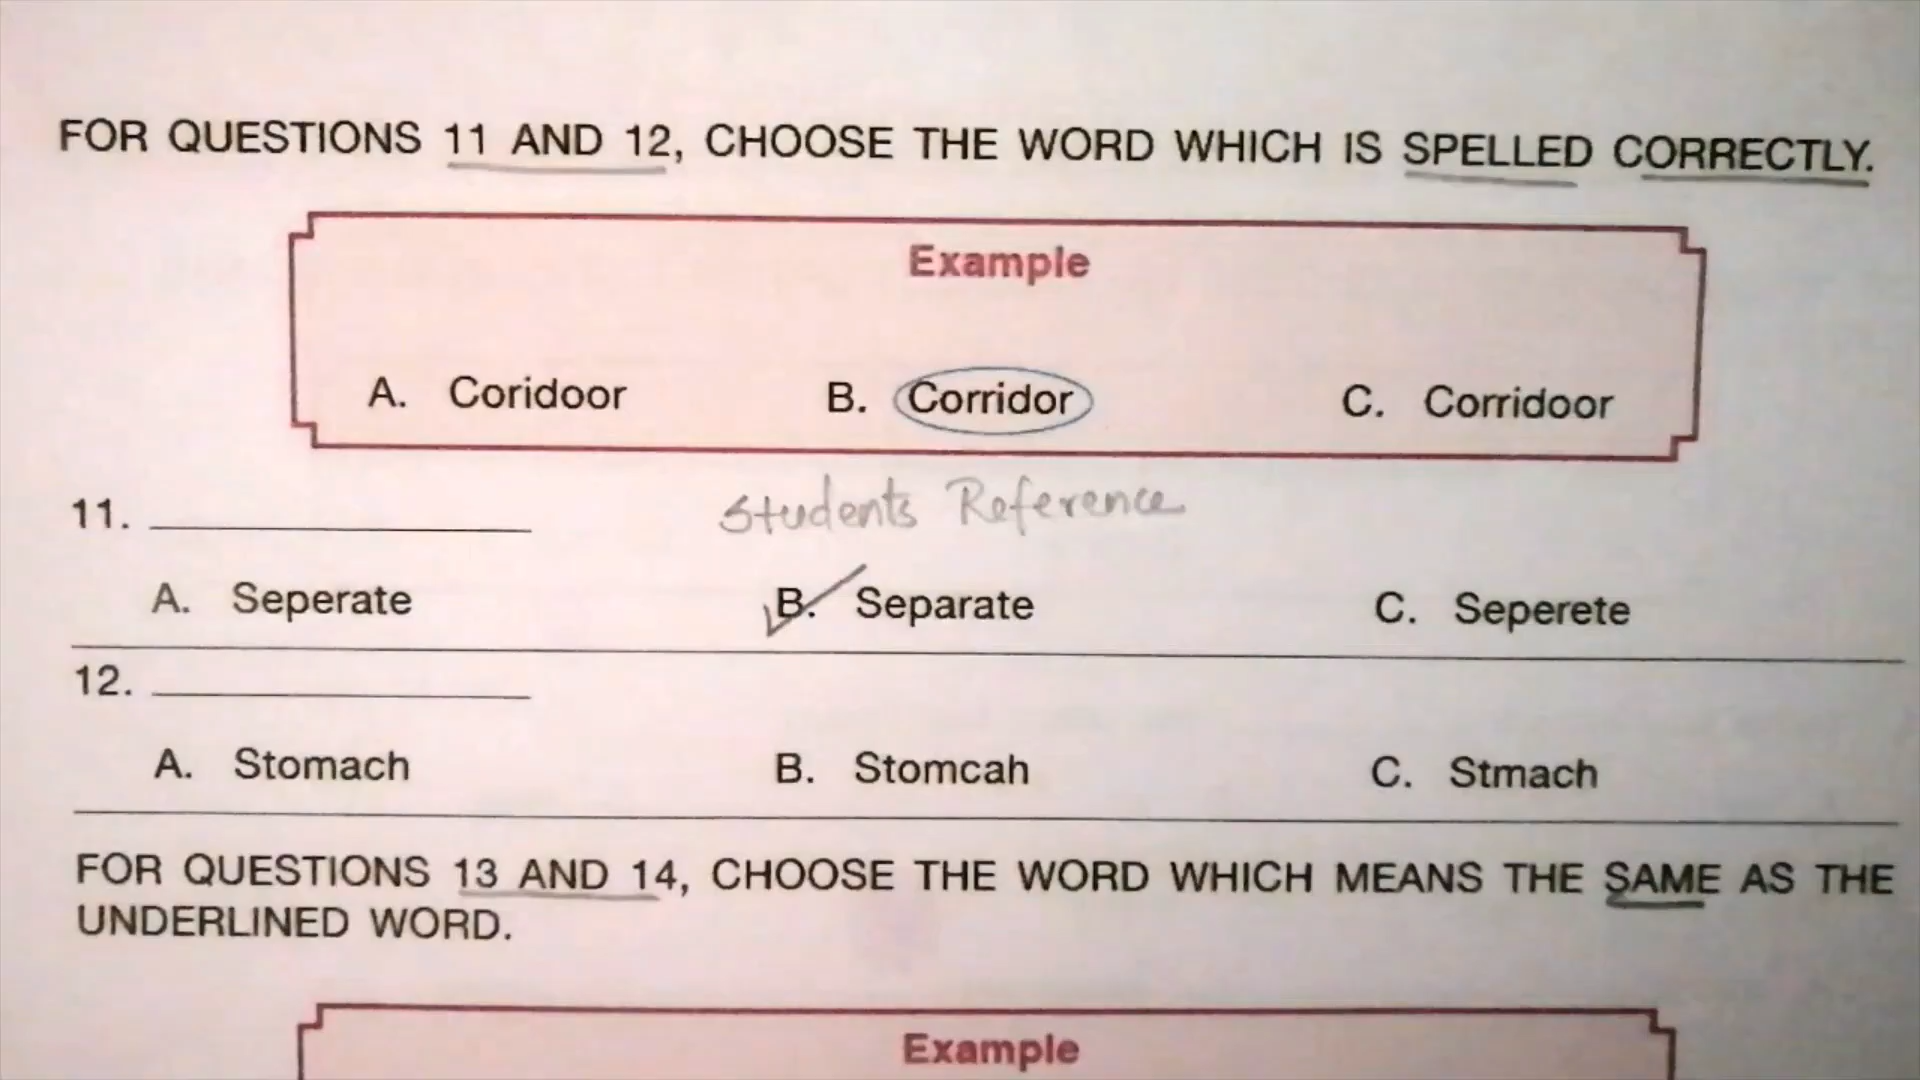 FOR QUESTIONS 11 AND 12, CHOOSE THE WORD WHICH IS SPELLED CORRECTLY.
Example
A. Coridoor B. Corridor C. Corridoor
Students Reference
11.
A. Seperate B. Separate C. Seperete
12.
A. Stomach B. Stomcah C. Stmach
FOR QUESTIONS 13 AND 14, CHOOSE THE WORD WHICH MEANS THE SAME AS THE
UNDERLINED WORD.
Example